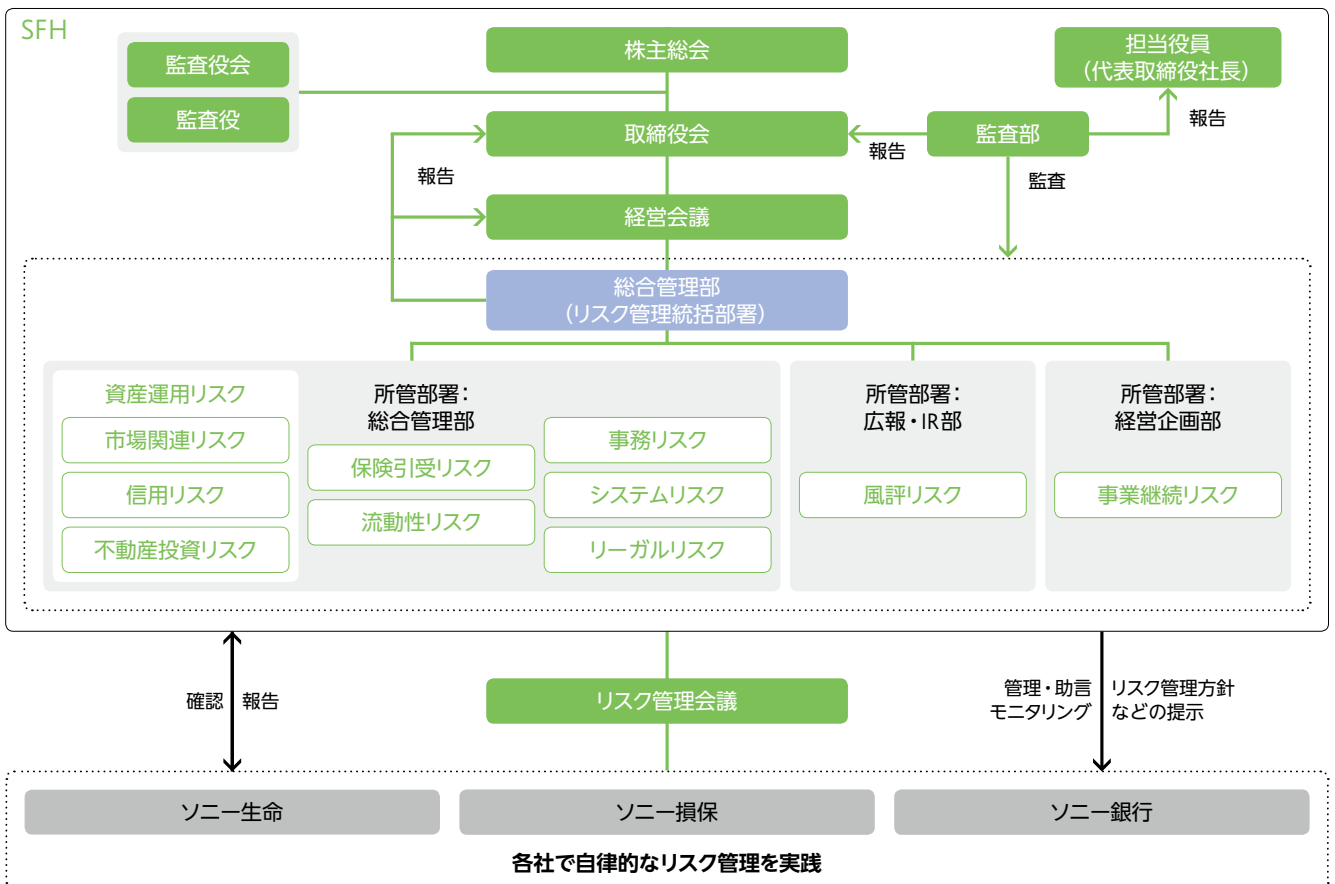 SFH
監査役会
監査役
株主総会
担当役員
（代表取締役社長）
報告
取締役会
報告
監査部
監査
報告
経営会議
総合管理部
（リスク管理統括部署）
資産運用リスク
市場関連リスク
信用リスク
不動産投資リスク
所管部署：
総合管理部
保険引受リスク
流動性リスク
事務リスク
システムリスク
リーガルリスク
所管部署：
広報・IR部
風評リスク
所管部署：
経営企画部
事業継続リスク
確認
報告
リスク管理会議
管理・助言
モニタリング
リスク管理方針
などの提示
ソニー生命
ソニー損保
ソニー銀行
各社で自律的なリスク管理を実践